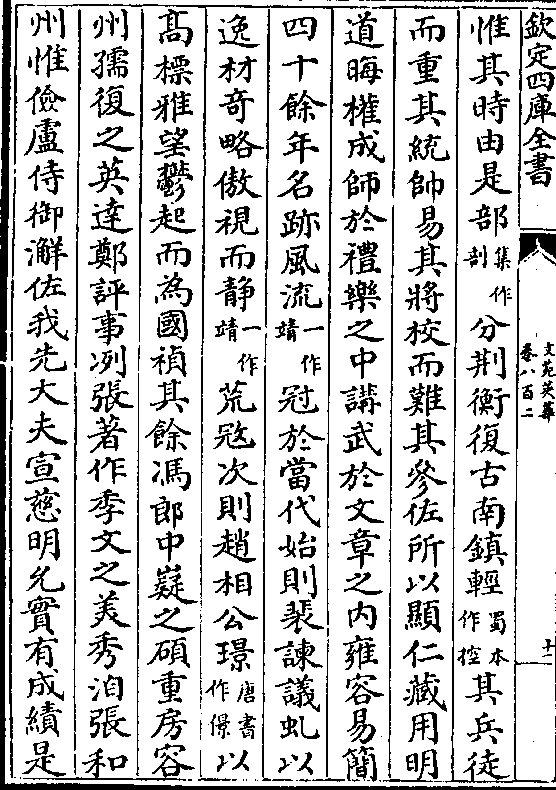 欽定四庫全書
文苑英華
卷八百二
十一
惟其時由是部集作剖分荆衡復古南鎮輕蜀本作控其兵徒
而重其統帥易其將校而難其參佐所以顯仁藏用明
道晦權成師於禮樂之中講武於文章之内雍容易簡
四十餘年名跡風流一作靖冠於當代始則裴諫議虬以
逸材奇略傲視而静一作靖荒寇次則趙相公璟唐書作憬以
髙標雅望鬱起而為國禎其餘馮郎中嶷之碩重房容
州孺復之英達鄭評事冽張著作季文之美秀洎張和
州惟儉盧侍御澥佐我先大夫宣慈明允實有成績是